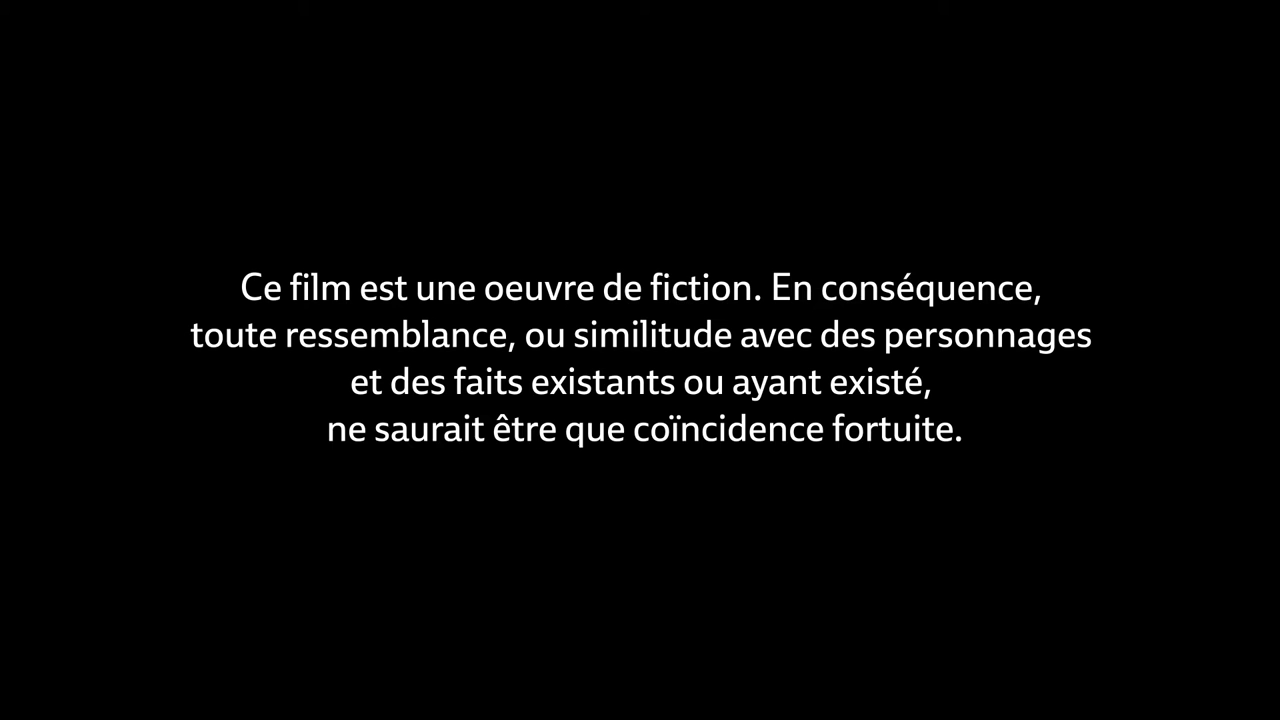 Ce film est une oeuvre de fiction. En conséquence,
toute ressemblance, ou similitude avec des personnages
et des faits existants ou ayant existé,
ne saurait être que coïncidence fortuite.